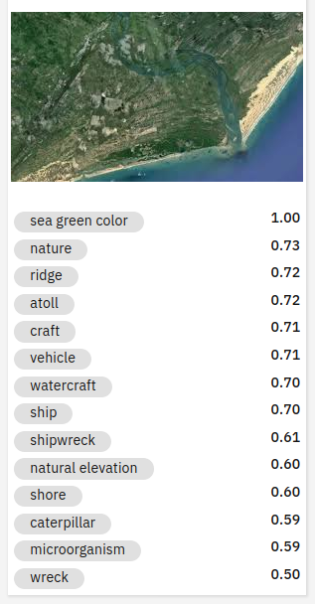 sea green color 1.00
nature 0.73
ridge 0.72
atoll 0.72
craft 0.71
vehicle 0.71
watercraft 0.70
ship 0.70
shipwreck 0.61
natural elevation 0.60
shore 0.60
caterpillar 0.59
microorganism 0.59
wreck 0.50